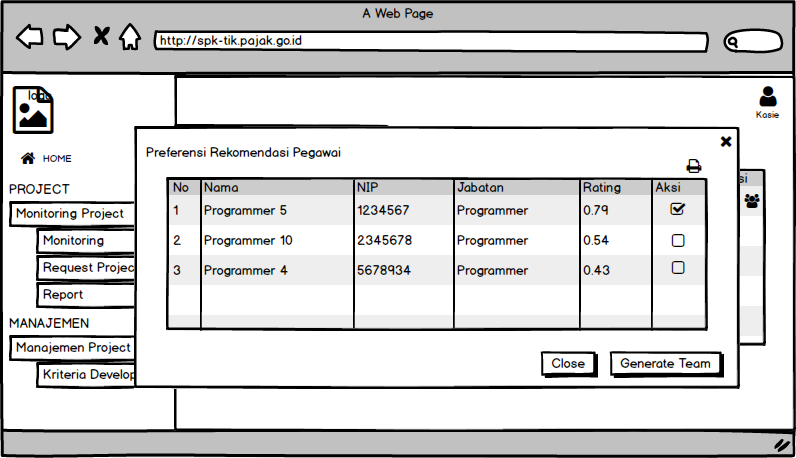 A Web Page
http://spk-tik.pajak.go.id
logo
Kasie
HOME
PROJECT
Monitoring Project
Monitoring
Request Projec
Report
MANAJEMEN
Manajemen Project
Kriteria Develop
Preferensi Rekomendasi Pegawai
No Nama NIP Jabatan Rating Aksi
1 Programmer 5 1234567 Programmer 0.79
2 Programmer 10 2345678 Programmer 0.54
3 Programmer 4 5678934 Programmer 0.43
Close Generate Team
si